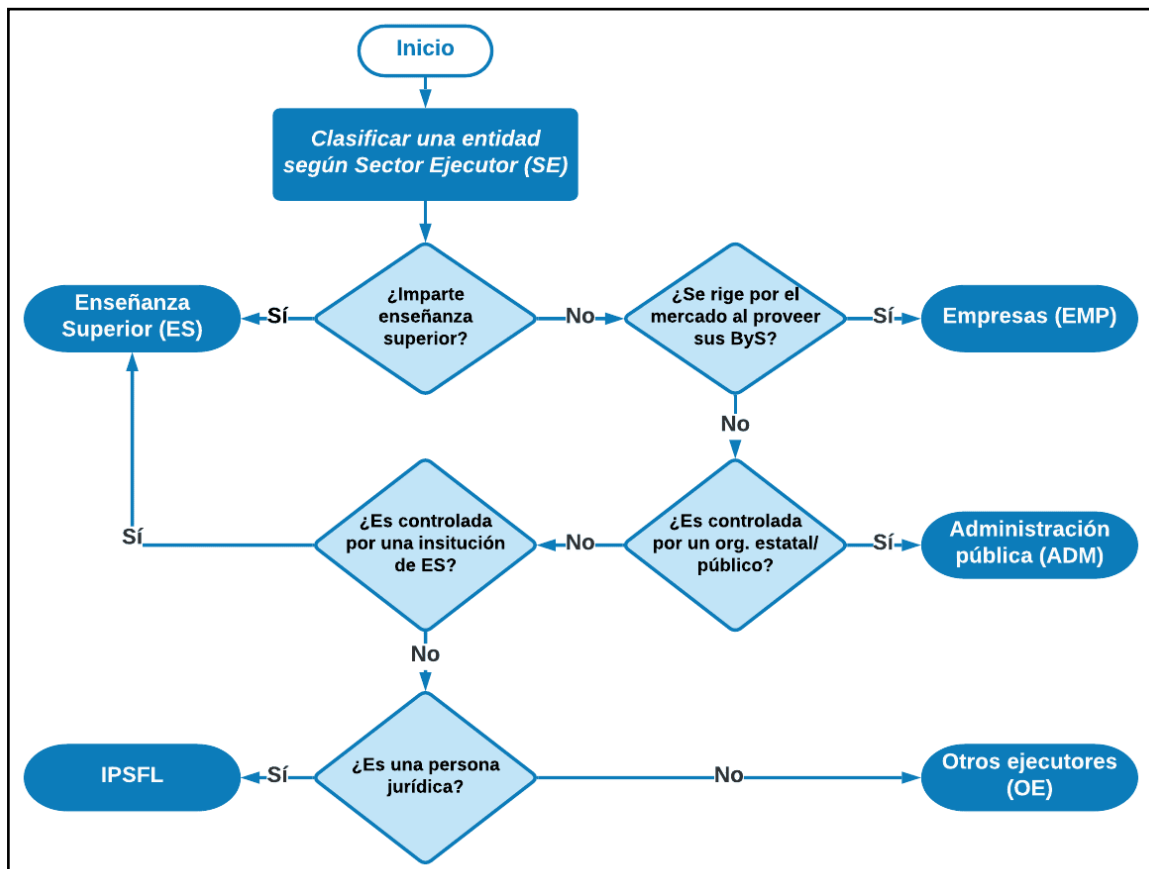 Inicio
Clasificar una entidad
según Sector Ejecutor (SE)
Enseñanza
Superior (ES)
Sí
¿Imparte
enseñanza
superior?
No
¿Se rige por el
mercado al proveer
sus ByS?
Sí
Empresas (EMP)
No
Sí
¿Es controlada
por una insitución
de ES?
No
¿Es controlada
por un org. estatal/
público?
Sí
Administración
pública (ADM)
No
IPSFL
Sí
¿Es una persona
jurídica?
No
Otros ejecutores
(OE)